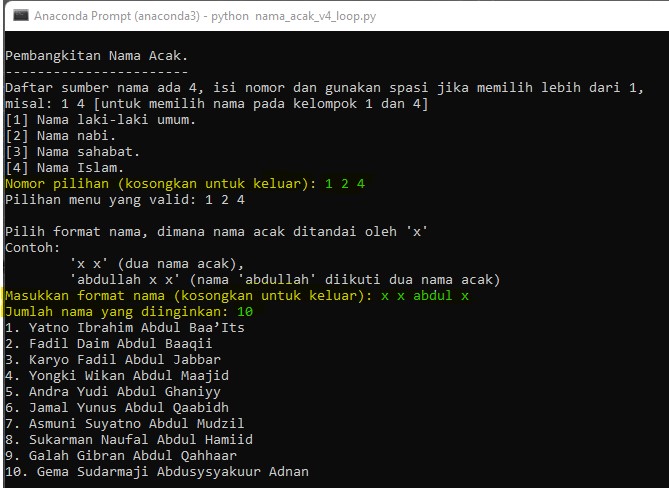 Anaconda Prompt (anaconda3) - python  nama_acak_v4_loop.py
Pembangkitan Nama Acak.
-----------------------
Daftar sumber nama ada 4, isi nomor dan gunakan spasi jika memilih lebih dari 1,
misal: 1 4 [untuk memilih nama pada kelompok 1 dan 4]
[1] Nama laki-laki umum.
[2] Nama nabi.
[3] Nama sahabat.
[4] Nama Islam.
Nomor pilihan (kosongkan untuk keluar): 1 2 4
Pilihan menu yang valid: 1 2 4
Pilih format nama, dimana nama acak ditandai oleh 'x'
Contoh:
'x x' (dua nama acak),
'abdullah x x' (nama 'abdullah' diikuti dua nama acak)
Masukkan format nama (kosongkan untuk keluar): x x abdul x
Jumlah nama yang diinginkan: 10
1. Yatno Ibrahim Abdul Baa’Its
2. Fadil Daim Abdul Baaqii
3. Karyo Fadil Abdul Jabbar
4. Yongki Wikan Abdul Maajid
5. Andra Yudi Abdul Ghaniyy
6. Jamal Yunus Abdul Qaabidh
7. Asmuni Suyatno Abdul Mudzil
8. Sukarman Naufal Abdul Hamiid
9. Galah Gibran Abdul Qahhaar
10. Gema Sudarmaji Abdusysyakuur Adnan